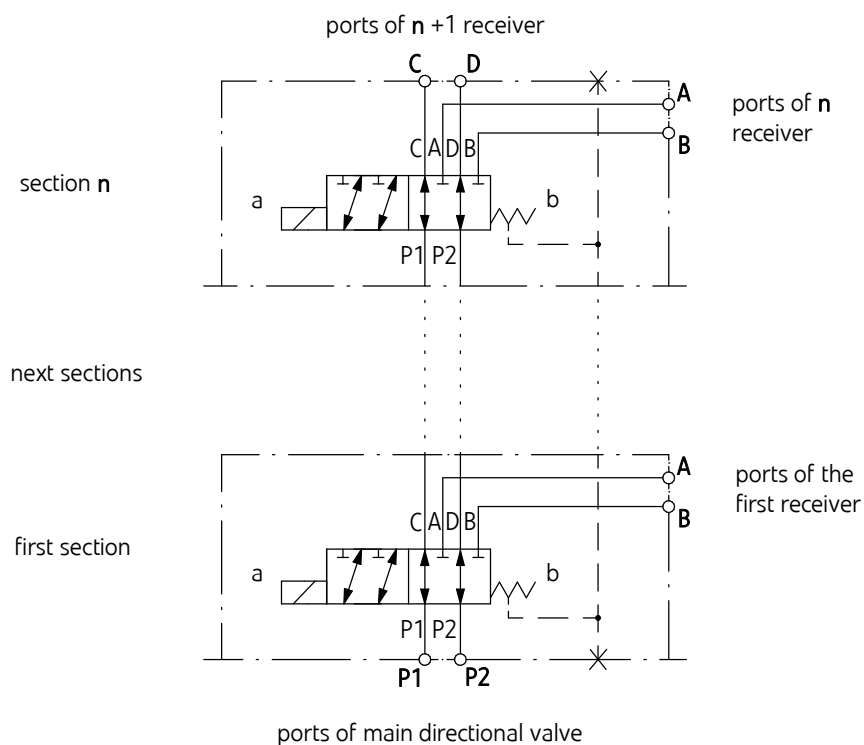 ports of n +1 receiver
C D
A
B
ports of n
receiver
C A D B
section n
a
b
P1 P2
next sections
A
B
ports of the
first receiver
C A D B
first section
a
b
P1 P2
P1 P2
ports of main directional valve